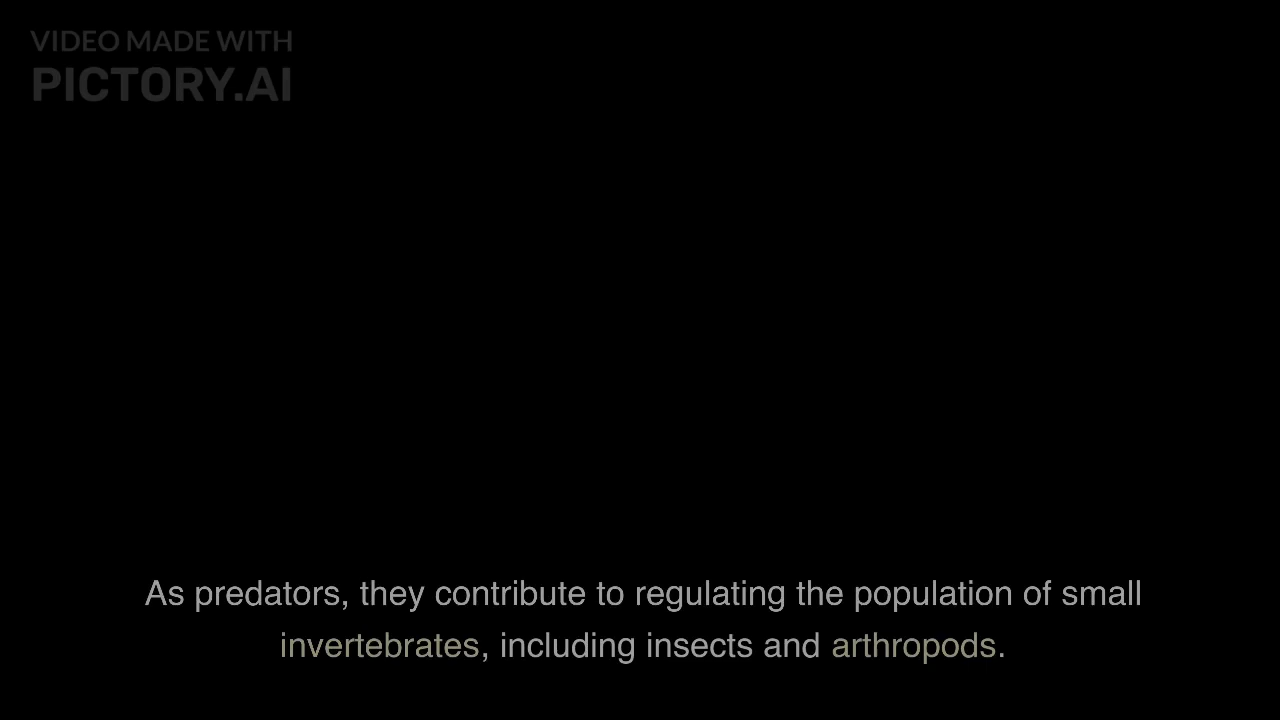 VIDEO MADE WITH
PICTORY.AI
As predators, they contribute to regulating the population of small
invertebrates, including insects and arthropods.